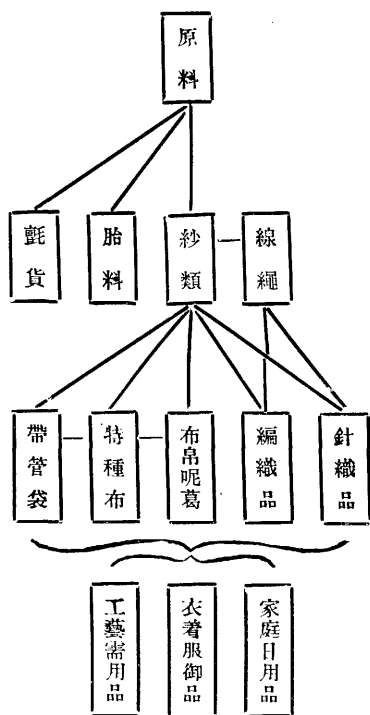 原料
氈貨
胎料
紗類
線繩
帶管袋
特種布
布帛呢葛
編織品
針織品
工藝需用品
衣着服御品
家庭日用品